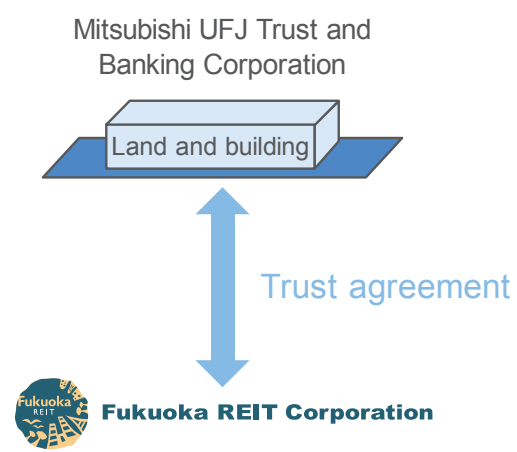 Mitsubishi UFJ Trust and
Banking Corporation
Land and building
Trust agreement
Fukuoka
REIT
Fukuoka REIT Corporation